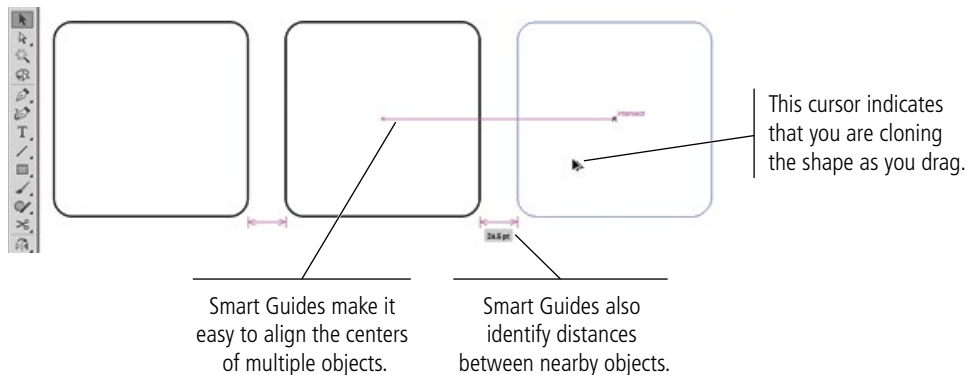 intersect
This cursor indicates
that you are cloning
the shape as you drag.
24.5 pt
Smart Guides make it
easy to align the centers
of multiple objects.
Smart Guides also
identify distances
between nearby objects.